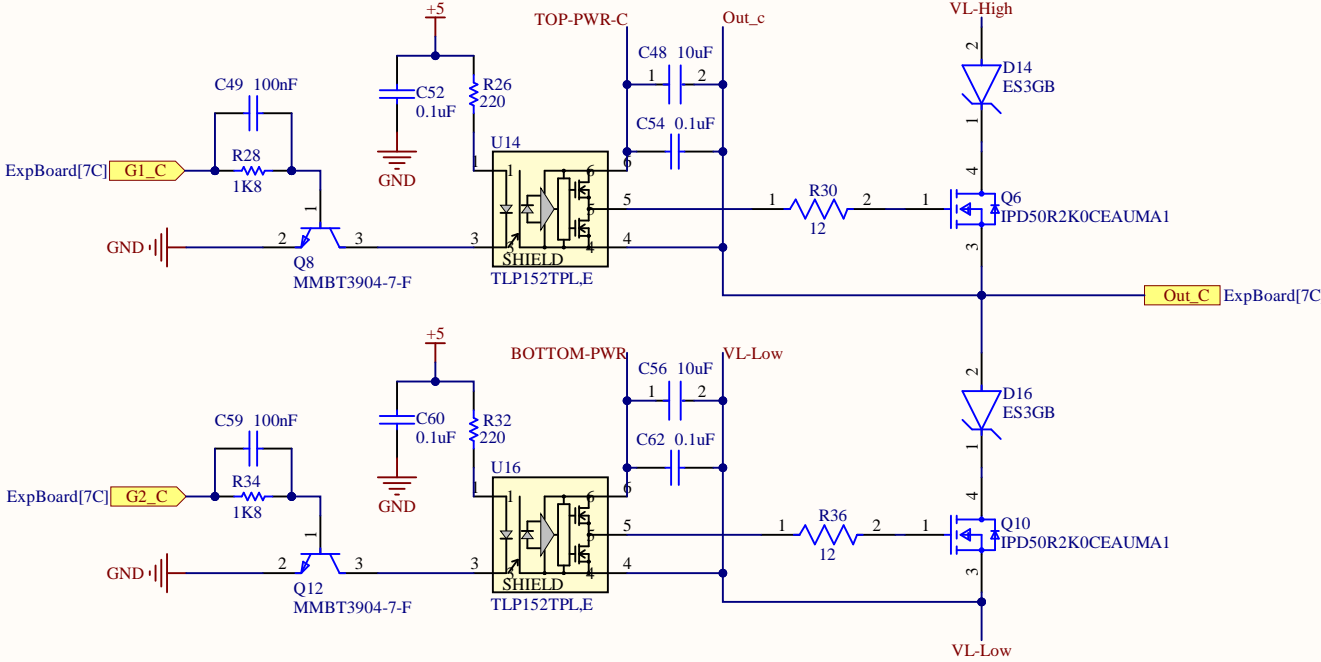 +5
TOP-PWR-C
Out_c
VL-High
C48 10uF
1 2
2
D14
ES3GB
1
C49 100nF
C52
0.1uF
R26
220
C54 0.1uF
U14
GND
ExpBoard[7C] G1_C
R28
1K8
1 1 6 6
4
5 5
1 R30 2
12
1
Q6
IPD50R2K0CEAUMA1
1
GND 2 3
3 3 4 4
SHIELD
3
Q8
MMBT3904-7-F
TLP152TPL,E
Out_C ExpBoard[7C
+5
BOTTOM-PWR
VL-Low
C56 10uF
1 2
2
D16
ES3GB
1
C59 100nF
C60
0.1uF
R32
220
C62 0.1uF
U16
GND
ExpBoard[7C] G2_C
R34
1K8
1 1 6 6
4
5 5
1 R36 2
12
1
Q10
IPD50R2K0CEAUMA1
1
GND 2 3
3 3 4 4
SHIELD
3
Q12
MMBT3904-7-F
TLP152TPL,E
VL-Low